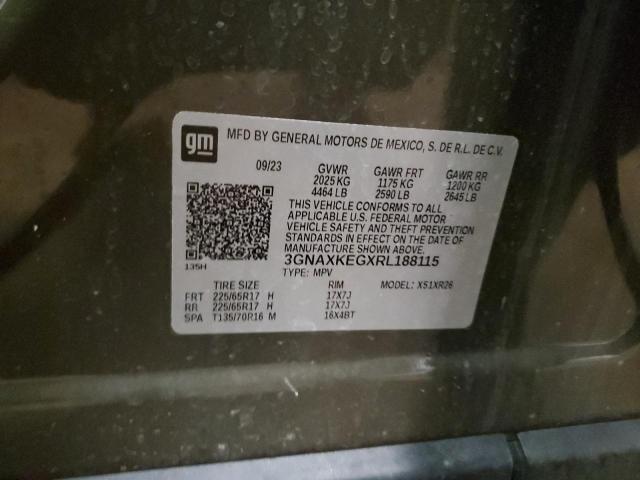 gm
MFD BY GENERAL MOTORS DE MEXICO, S. DE R.L. DE C.V.
09/23 GVWR GAWR FRT GAWR RR
2025 KG 1175 KG 1200 KG
4464 LB 2590 LB 2645 LB
THIS VEHICLE CONFORMS TO ALL
APPLICABLE U.S. FEDERAL MOTOR
VEHICLE SAFETY AND THEFT PREVENTION
STANDARDS IN EFFECT ON THE DATE OF
MANUFACTURE SHOWN ABOVE.
135H 3GNAXKEGXRL188115
TYPE: MPV MODEL: X51XR26
TIRE SIZE RIM
FRT 225/65R17 H 17X7J
RR 225/65R17 H 17X7J
SPA T135/70R16 M 16X4BT